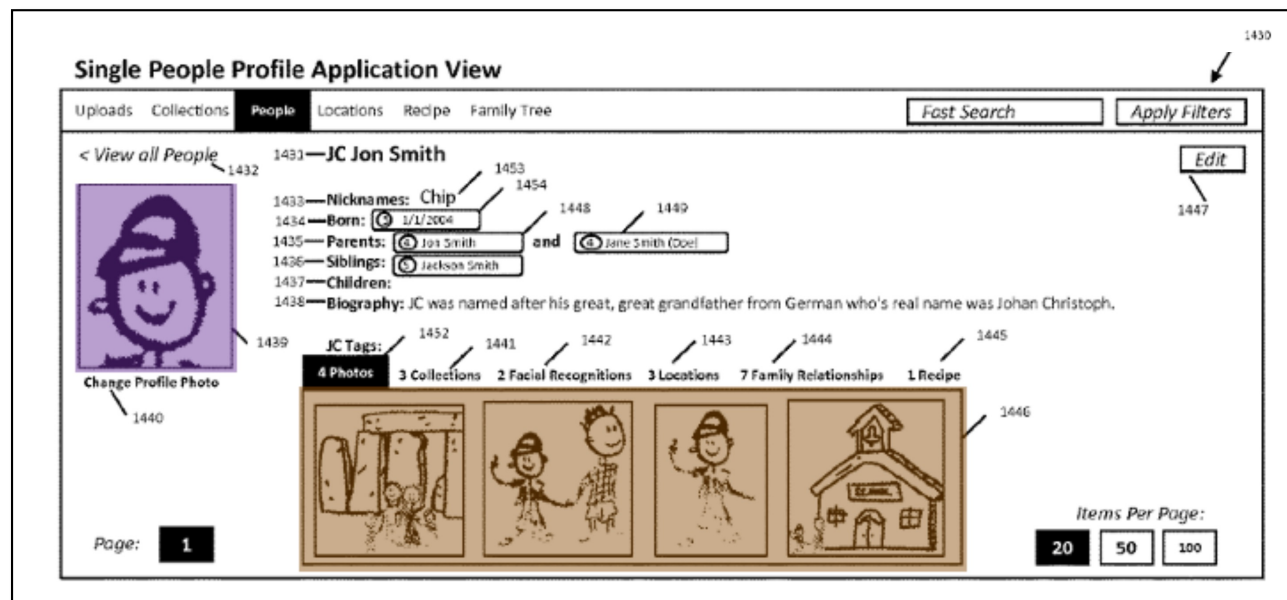 1430
Single People Profile Application View
Uploads Collections People Locations Recipe Family Tree Fast Search Apply Filters
< View all People 1431 JC Jon Smith Edit
1432 1453
1433 Nicknames: Chip 1454
1434 Born: 3 1/1/2004 1448 1449 1447
1435 Parents: 4 Jon Smith and 4 Jane Smith (Doe)
1436 Siblings: 5 Jackson Smith
1437 Children:
1438 Biography: JC was named after his great, great grandfather from German who's real name was Johan Christoph.
1439 JC Tags: 1452 1441 1442 1443 1444 1445
4 Photos 3 Collections 2 Facial Recognitions 3 Locations 7 Family Relationships 1 Recipe
Change Profile Photo
1440 1446
Items Per Page:
Page: 1 20 50 100